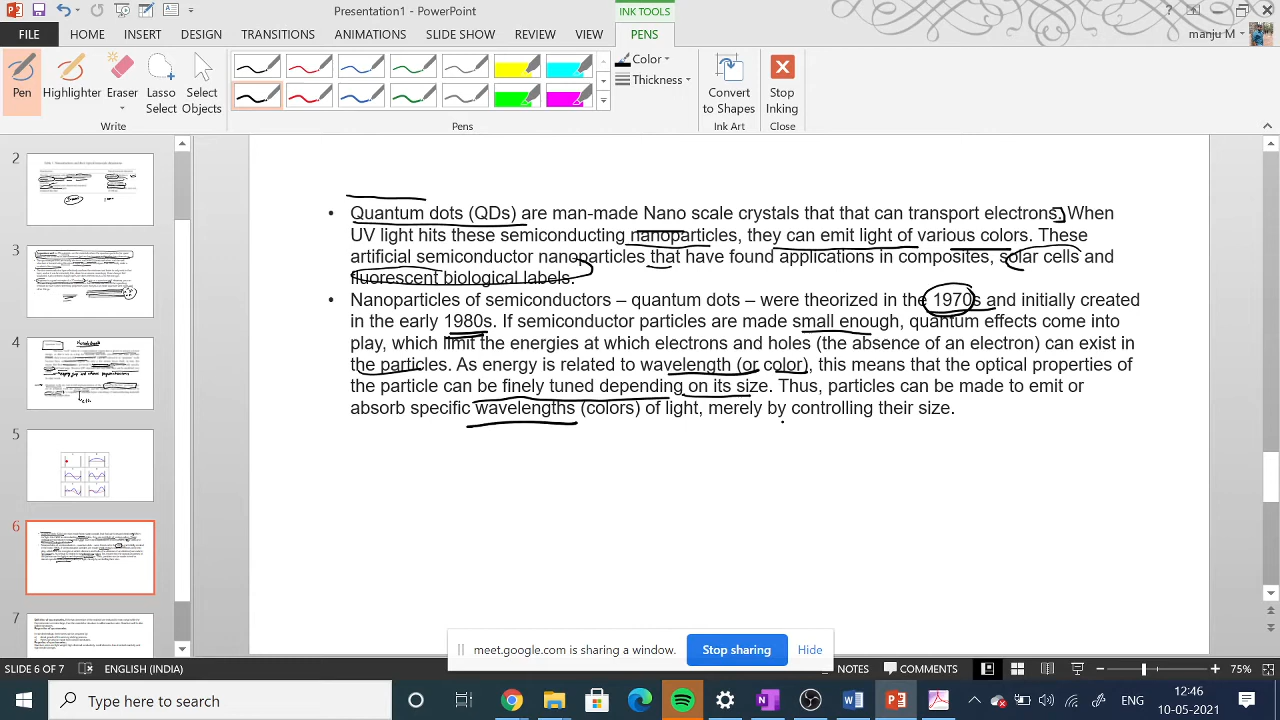 Presentation1 - PowerPoint
INK TOOLS
FILE
HOME
INSERT
DESIGN
TRANSITIONS
ANIMATIONS
SLIDE SHOW
REVIEW
VIEW
PENS
manju M
Pen
Highlighter
Eraser
Lasso
Select
Select
Objects
Color
Thickness
Convert
to Shapes
Stop
Inking
Write
Pens
Ink Art
Close
2
3
4
5
6
7
• Quantum dots (QDs) are man-made Nano scale crystals that that can transport electrons. When
UV light hits these semiconducting nanoparticles, they can emit light of various colors. These
artificial semiconductor nanoparticles that have found applications in composites, solar cells and
fluorescent biological labels.
• Nanoparticles of semiconductors – quantum dots – were theorized in the 1970s and initially created
in the early 1980s. If semiconductor particles are made small enough, quantum effects come into
play, which limit the energies at which electrons and holes (the absence of an electron) can exist in
the particles. As energy is related to wavelength (or color), this means that the optical properties of
the particle can be finely tuned depending on its size. Thus, particles can be made to emit or
absorb specific wavelengths (colors) of light, merely by controlling their size.
meet.google.com is sharing a window.
Stop sharing
Hide
SLIDE 6 OF 7
ENGLISH (INDIA)
NOTES
COMMENTS
75%
Type here to search
ENG
12:46
10-05-2021